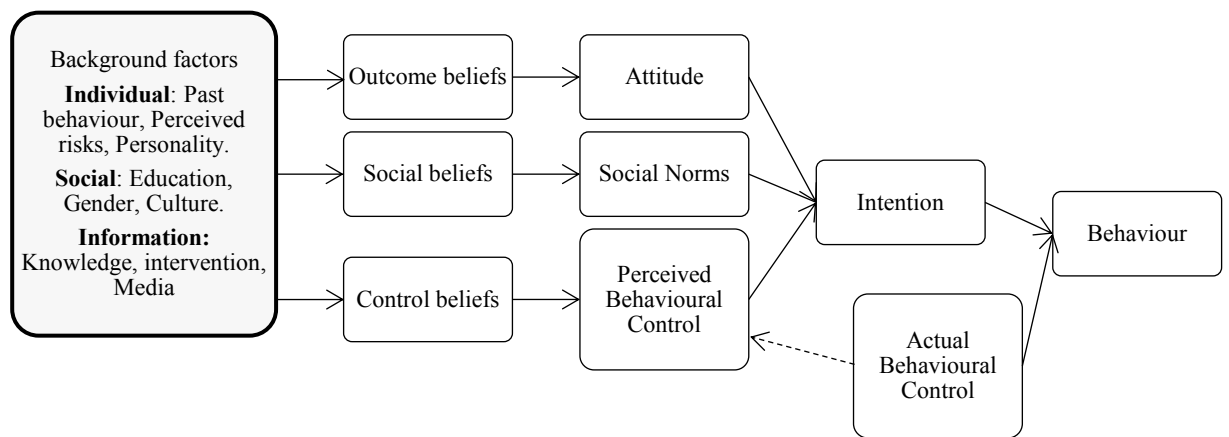 Background factors
Individual: Past
behaviour, Perceived
risks, Personality.
Social: Education,
Gender, Culture.
Information:
Knowledge, intervention,
Media
Outcome beliefs
Social beliefs
Control beliefs
Attitude
Social Norms
Perceived
Behavioural
Control
Intention
Actual
Behavioural
Control
Behaviour